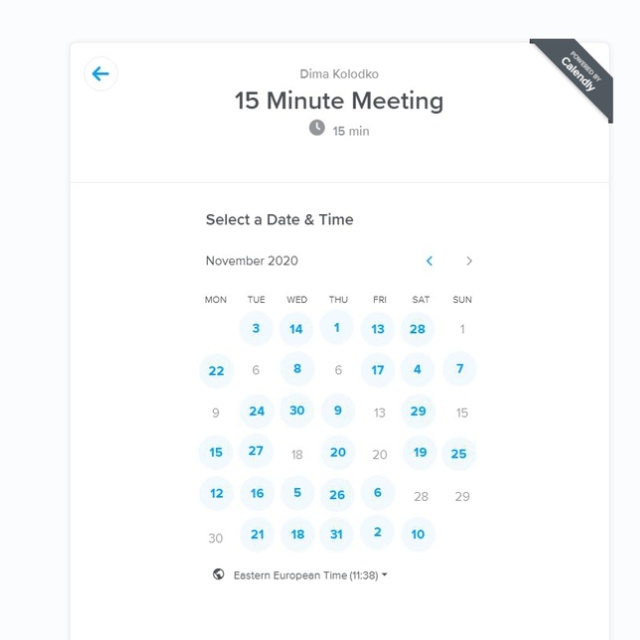 POWERED BY
Calendly
Dima Kolodko
15 Minute Meeting
15 min
Select a Date & Time
November 2020
MON TUE WED THU FRI SAT SUN
3 14 1 13 28 1
22 6 8 6 17 4 7
9 24 30 9 13 29 15
15 27 18 20 20 19 25
12 16 5 26 6 28 29
30 21 18 31 2 10
Eastern European Time (11:38)